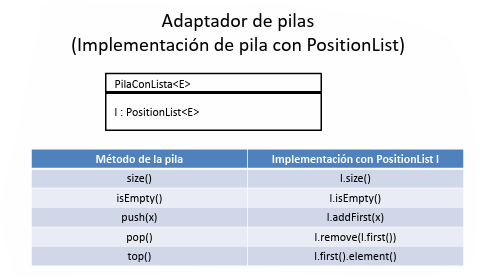 Adaptador de pilas
(Implementación de pila con PositionList)
PilaConLista<E>
l : PositionList<E>
Método de la pila Implementación con PositionList l
size() l.size()
isEmpty() l.isEmpty()
push(x) l.addFirst(x)
pop() l.remove(l.first())
top() l.first().element()